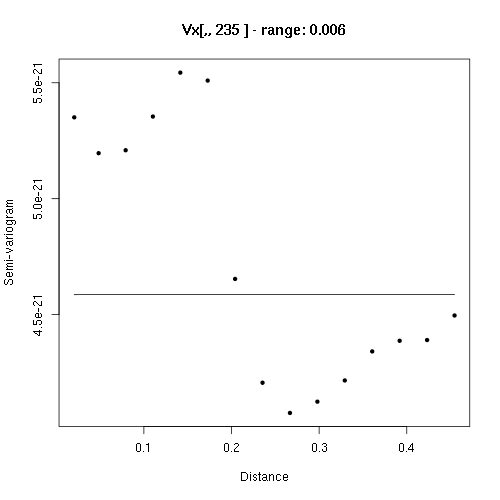 Vx[,, 235 ] - range: 0.006
5.5e-21
5.0e-21
4.5e-21
Semi-variogram
0.1 0.2 0.3 0.4
Distance